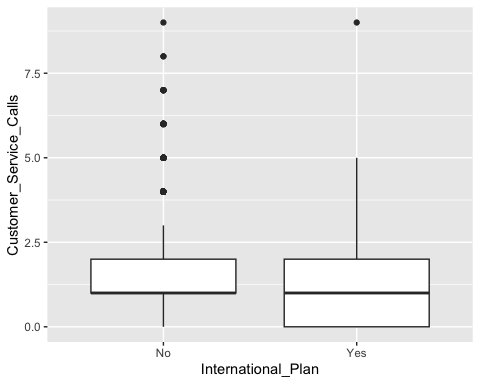 Customer_Service_Calls
7.5
5.0
2.5
0.0
No
Yes
International_Plan